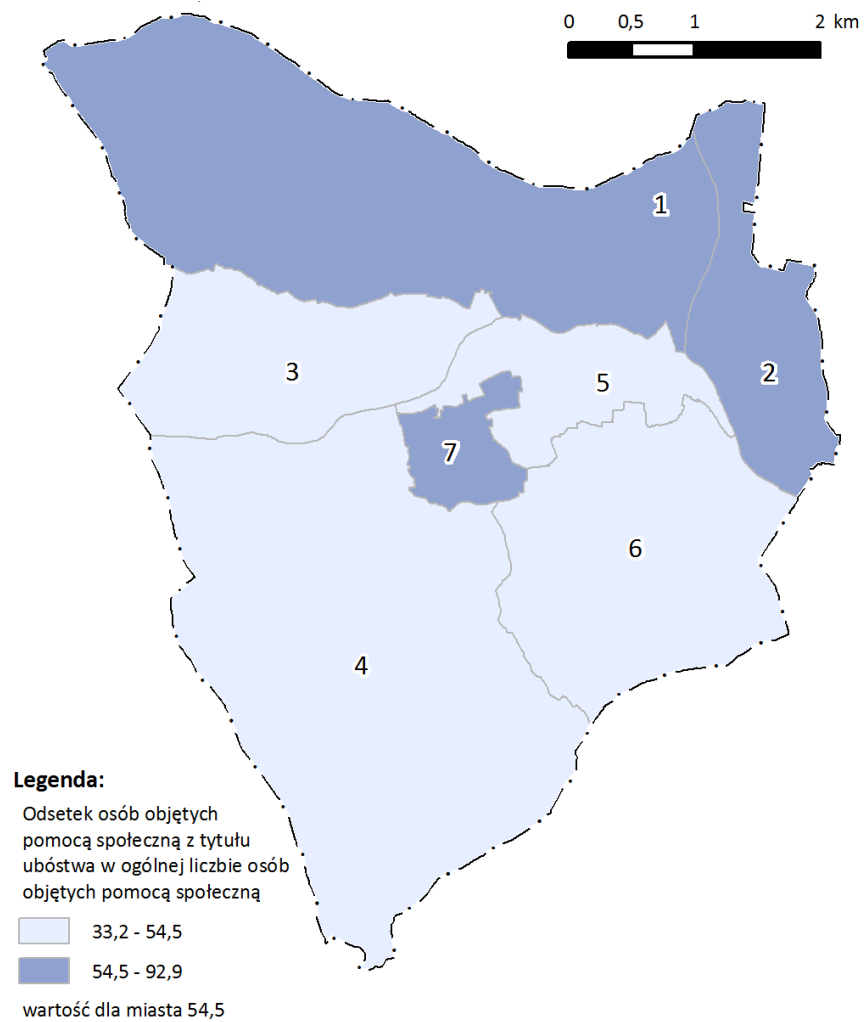 0 0,5 1 2 km
1
2
3
5
7
6
4
Legenda:
Odsetek osób objętych
pomocą społeczną z tytułu
ubóstwa w ogólnej liczbie osób
objętych pomocą społeczną
33,2 - 54,5
54,5 - 92,9
wartość dla miasta 54,5